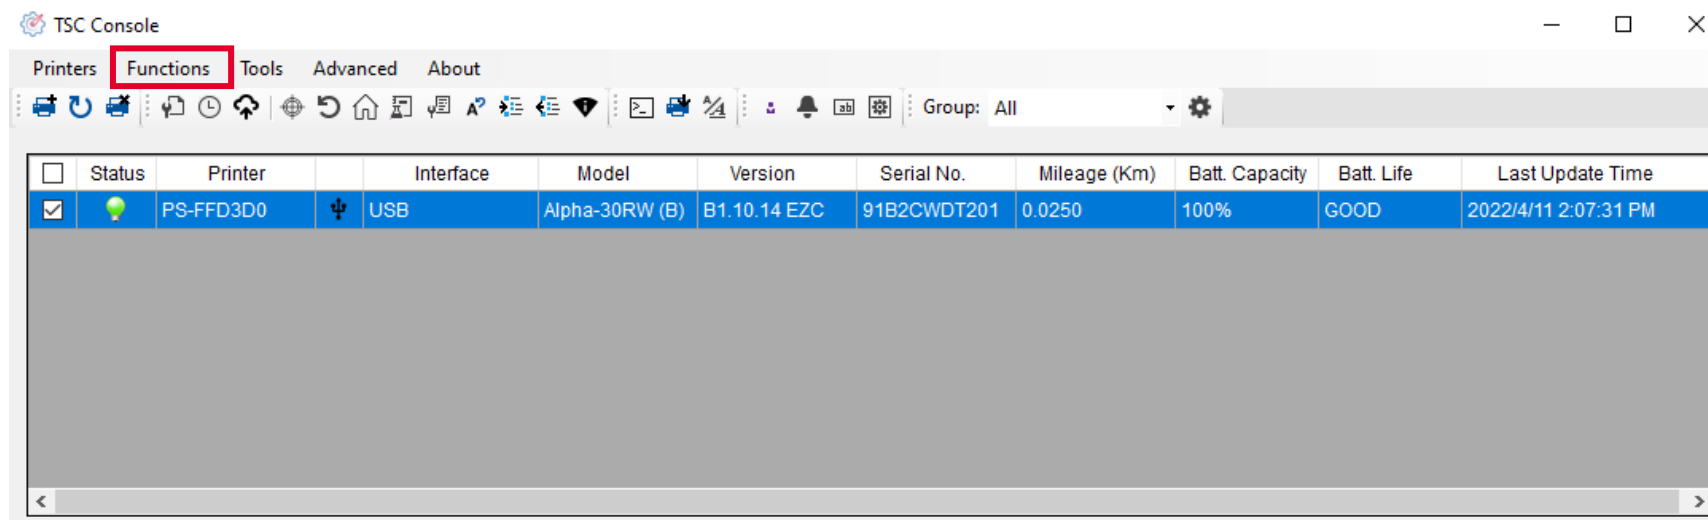 TSC Console
Printers Functions Tools Advanced About
Group: All
Status Printer Interface Model Version Serial No. Mileage (Km) Batt. Capacity Batt. Life Last Update Time
PS-FFD3D0 USB Alpha-30RW (B) B1.10.14 EZC 91B2CWDT201 0.0250 100% GOOD 2022/4/11 2:07:31 PM